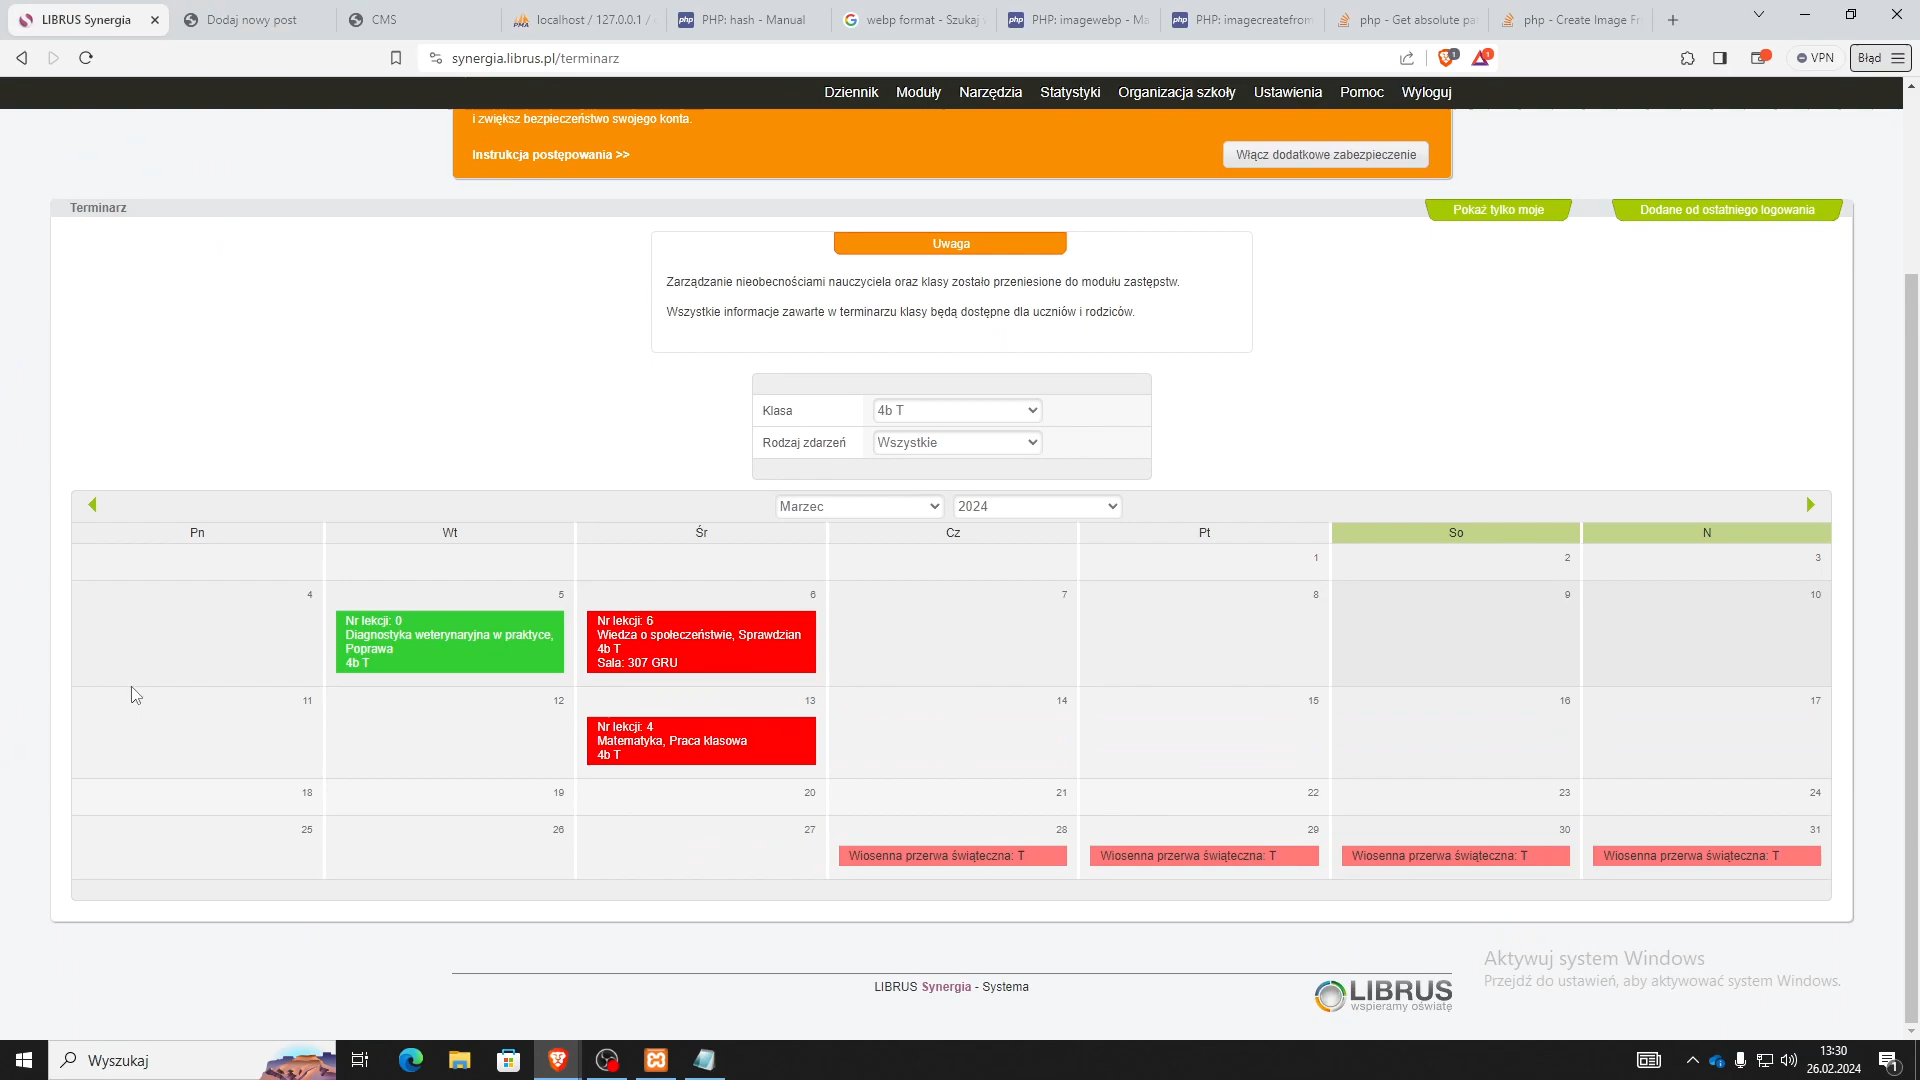 LIBRUS Synergia
Dodaj nowy post
CMS
localhost / 127.0.0.1 /
PHP: hash - Manual
webp format - Szukaj
PHP: imagewebp - Ma
PHP: imagecreatefrom
php - Get absolute pa
php - Create Image Fr
synergia.librus.pl/terminarz
1
1
VPN
Błąd
Dziennik Moduły Narzędzia Statystyki Organizacja szkoły Ustawienia Pomoc Wyloguj
i zwiększ bezpieczeństwo swojego konta.
Instrukcja postępowania >>
Włącz dodatkowe zabezpieczenie
Terminarz
Pokaż tylko moje
Dodane od ostatniego logowania
Uwaga
Zarządzanie nieobecnościami nauczyciela oraz klasy zostało przeniesione do modułu zastępstw.
Wszystkie informacje zawarte w terminarzu klasy będą dostępne dla uczniów i rodziców.
Klasa 4b T
Rodzaj zdarzeń Wszystkie
Marzec 2024
Pn Wt Śr Cz Pt So N
1 2 3
4 5 6 7 8 9 10
Nr lekcji: 0
Diagnostyka weterynaryjna w praktyce,
Poprawa
4b T
Nr lekcji: 6
Wiedza o społeczeństwie, Sprawdzian
4b T
Sala: 307 GRU
11 12 13 14 15 16 17
Nr lekcji: 4
Matematyka, Praca klasowa
4b T
18 19 20 21 22 23 24
25 26 27 28 29 30 31
Wiosenna przerwa świąteczna: T
Wiosenna przerwa świąteczna: T
Wiosenna przerwa świąteczna: T
Wiosenna przerwa świąteczna: T
LIBRUS Synergia - Systema
LIBRUS
wspieramy oświatę
Aktywuj system Windows
Przejdź do ustawień, aby aktywować system Windows.
Wyszukaj
13:30
26.02.2024
1